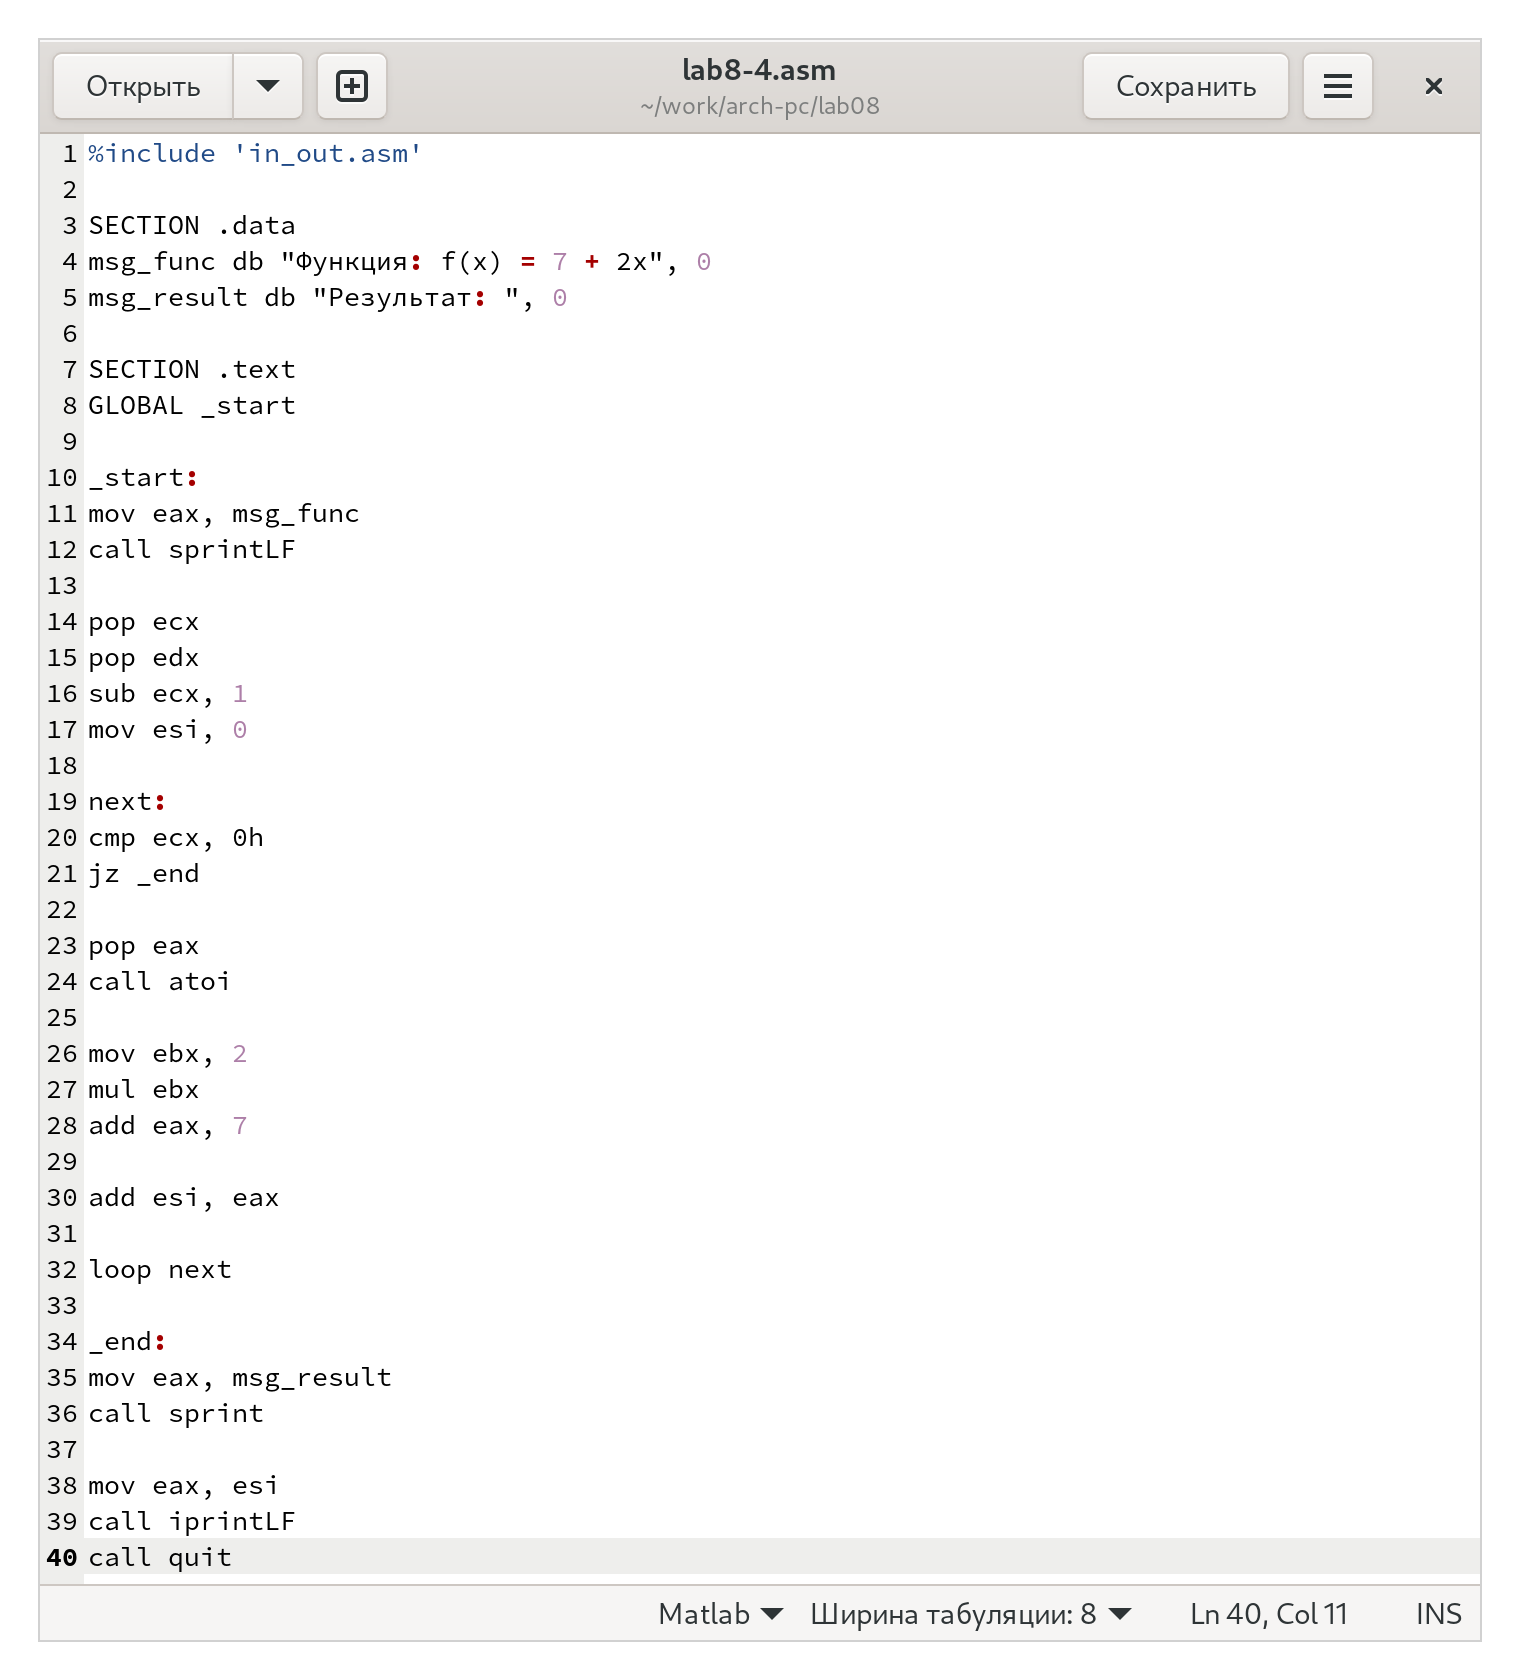 Открыть
lab8-4.asm
~/work/arch-pc/lab08
Сохранить
1 %include 'in_out.asm'
2
3 SECTION .data
4 msg_func db "Функция: f(x) = 7 + 2x", 0
5 msg_result db "Результат: ", 0
6
7 SECTION .text
8 GLOBAL _start
9
10 _start:
11 mov eax, msg_func
12 call sprintLF
13
14 pop ecx
15 pop edx
16 sub ecx, 1
17 mov esi, 0
18
19 next:
20 cmp ecx, 0h
21 jz _end
22
23 pop eax
24 call atoi
25
26 mov ebx, 2
27 mul ebx
28 add eax, 7
29
30 add esi, eax
31
32 loop next
33
34 _end:
35 mov eax, msg_result
36 call sprint
37
38 mov eax, esi
39 call iprintLF
40 call quit
Matlab Ширина табуляции: 8 Ln 40, Col 11 INS